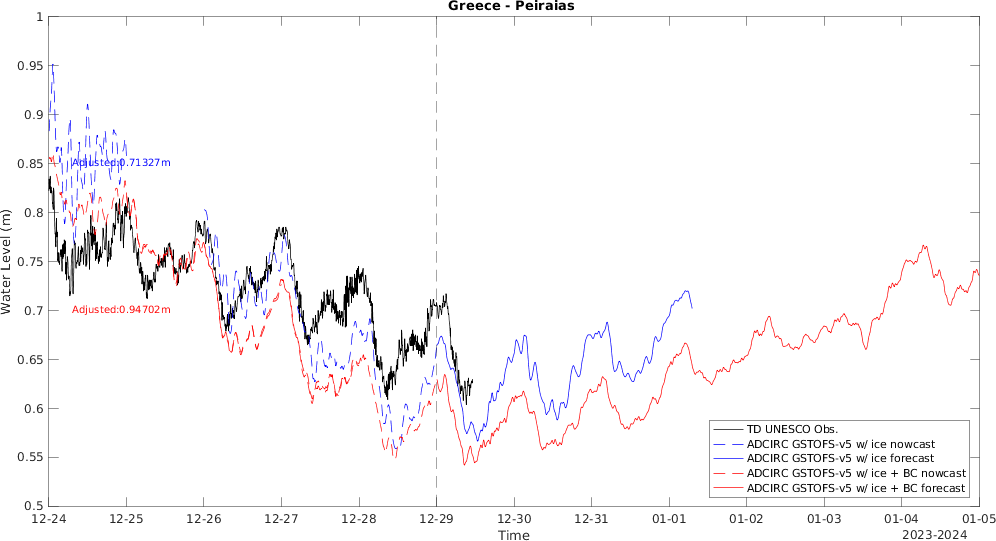 Greece - Peiraias
1
0.95
0.9
0.85
0.8
0.75
0.7
0.65
0.6
0.55
0.5
Water Level (m)
Adjusted:0.71327m
Adjusted:0.94702m
TD UNESCO Obs.
ADCIRC GSTOFS-v5 w/ ice nowcast
ADCIRC GSTOFS-v5 w/ ice forecast
ADCIRC GSTOFS-v5 w/ ice + BC nowcast
ADCIRC GSTOFS-v5 w/ ice + BC forecast
12-24 12-25 12-26 12-27 12-28 12-29 12-30 12-31 01-01 01-02 01-03 01-04 01-05
Time
2023-2024